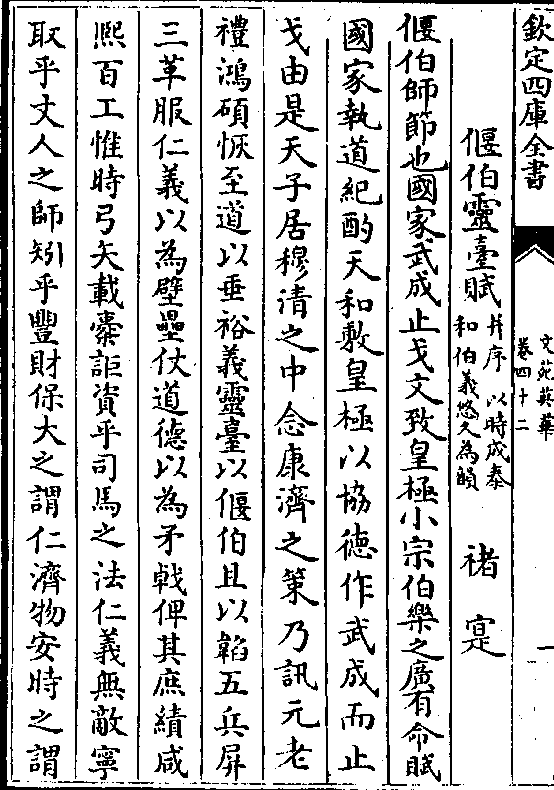 欽定四庫全書
文苑英華
卷四十二
一
偃伯靈臺賦
并序 以時成泰
和伯義悠久為韻
褚寔
偃伯師節也國家武成止戈文致皇極小宗伯樂之廣有命賦
國家執道紀酌天和敷皇極以協徳作武成而止
戈由是天子居穆清之中念康濟之策乃訊元老
禮鴻碩恢至道以垂裕義靈臺以偃伯且以韜五兵屏
三革服仁義以為壁壘仗道德以為矛戟俾其庶績咸
熈百工惟時弓矢載櫜詎資乎司馬之法仁義無敵寧
取乎丈人之師矧乎豐財保大之謂仁濟物安時之謂